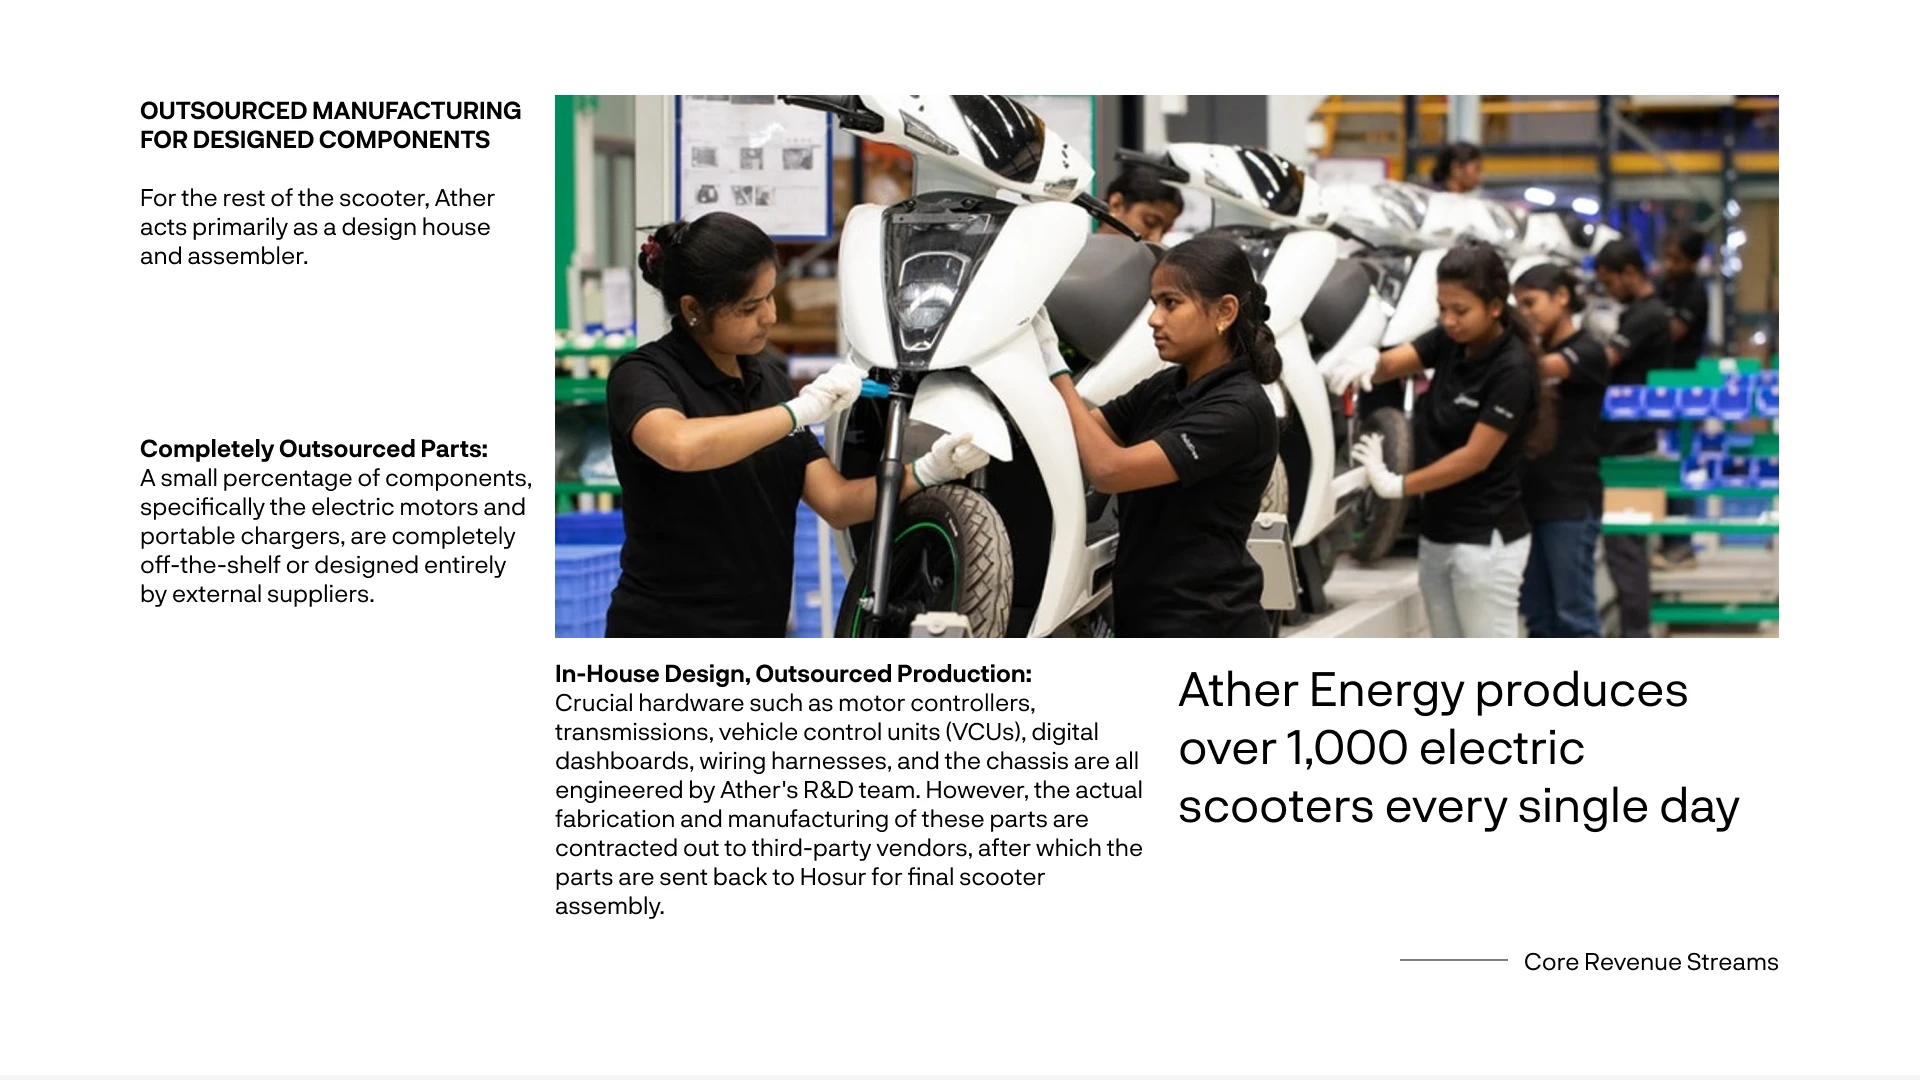 OUTSOURCED MANUFACTURING
FOR DESIGNED COMPONENTS
For the rest of the scooter, Ather
acts primarily as a design house
and assembler.
Completely Outsourced Parts:
A small percentage of components,
specifically the electric motors and
portable chargers, are completely
off-the-shelf or designed entirely
by external suppliers.
In-House Design, Outsourced Production:
Crucial hardware such as motor controllers,
transmissions, vehicle control units (VCUs), digital
dashboards, wiring harnesses, and the chassis are all
engineered by Ather's R&D team. However, the actual
fabrication and manufacturing of these parts are
contracted out to third-party vendors, after which the
parts are sent back to Hosur for final scooter
assembly.
Ather Energy produces
over 1,000 electric
scooters every single day
Core Revenue Streams